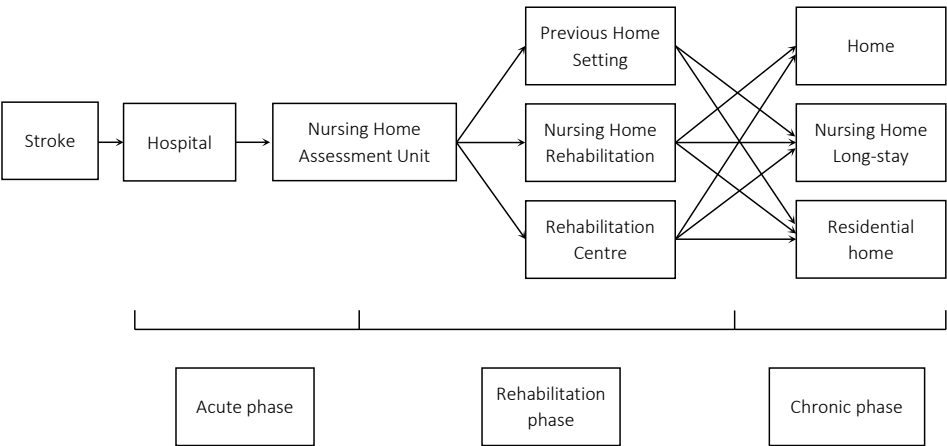 Stroke
Hospital
Nursing Home
Assessment Unit
Previous Home
Setting
Nursing Home
Rehabilitation
Rehabilitation
Centre
Home
Nursing Home
Long-stay
Residential
home
Acute phase
Rehabilitation
phase
Chronic phase